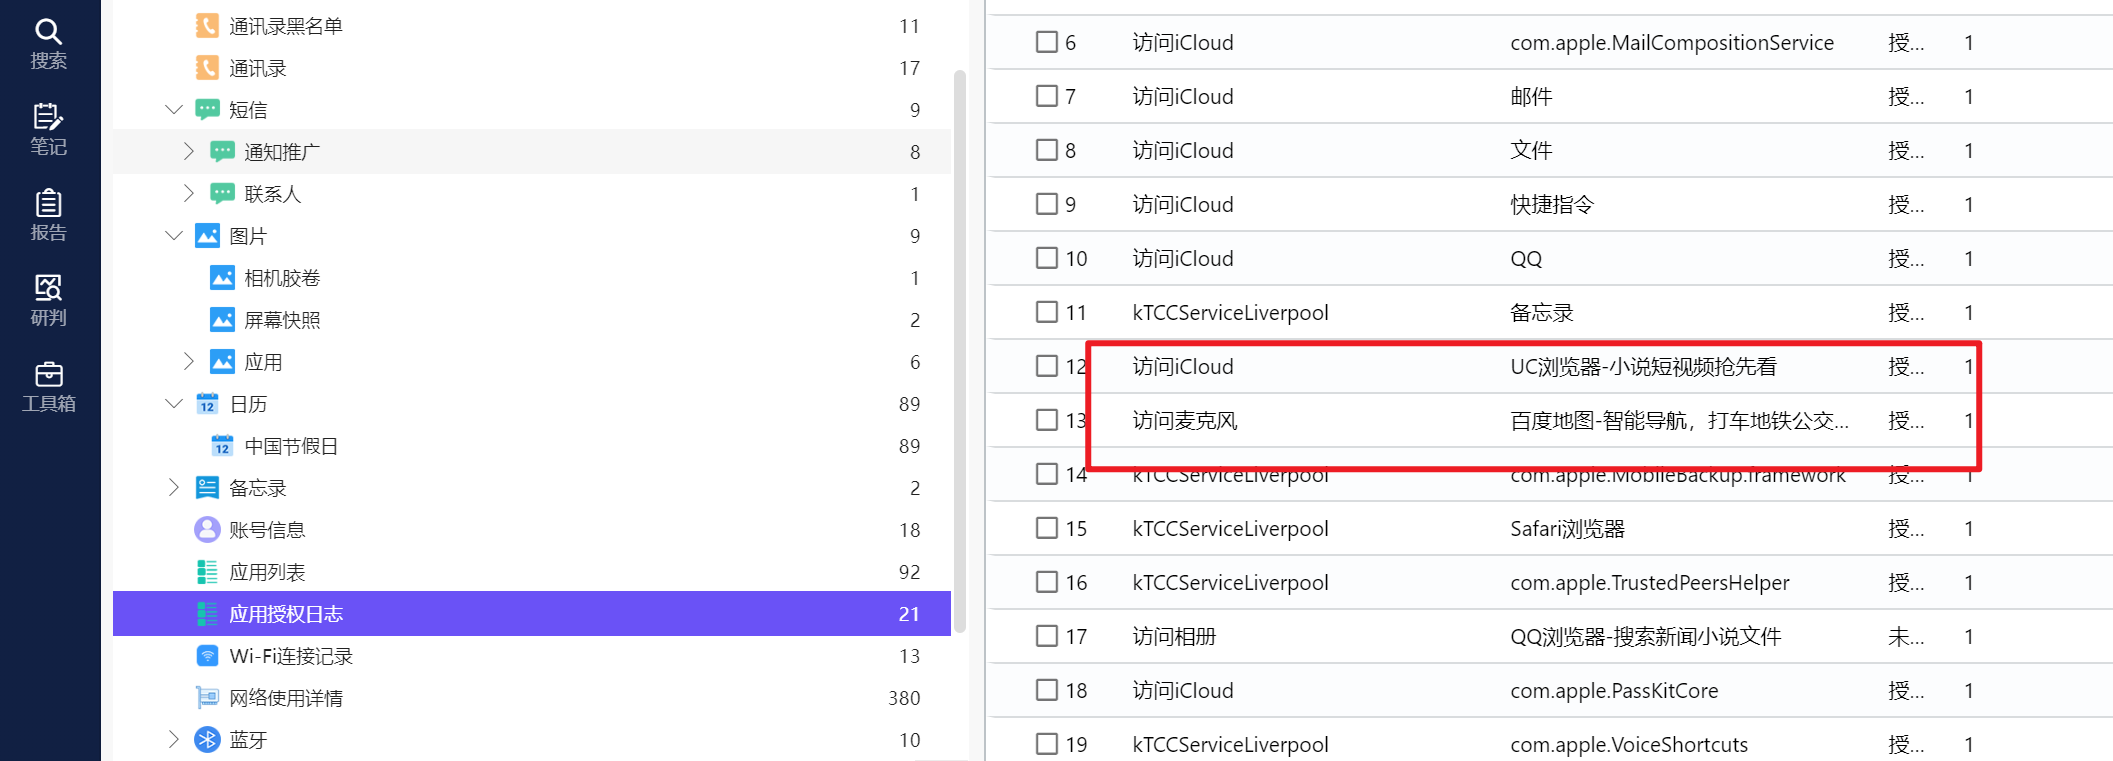 搜索
笔记
报告
研判
工具箱
通讯录黑名单 11
通讯录 17
短信 9
通知推广 8
联系人 1
图片 9
相机胶卷 1
屏幕快照 2
应用 6
日历 89
中国节假日 89
备忘录 2
账号信息 18
应用列表 92
应用授权日志 21
Wi-Fi连接记录 13
网络使用详情 380
蓝牙 10
6 访问iCloud com.apple.MailCompositionService 授... 1
7 访问iCloud 邮件 授... 1
8 访问iCloud 文件 授... 1
9 访问iCloud 快捷指令 授... 1
10 访问iCloud QQ 授... 1
11 kTCCServiceLiverpool 备忘录 授... 1
12 访问iCloud UC浏览器-小说短视频抢先看 授... 1
13 访问麦克风 百度地图-智能导航，打车地铁公交... 授... 1
14 kTCCServiceLiverpool com.apple.MobileBackup.framework 授... 1
15 kTCCServiceLiverpool Safari浏览器 授... 1
16 kTCCServiceLiverpool com.apple.TrustedPeersHelper 授... 1
17 访问相册 QQ浏览器-搜索新闻小说文件 未... 1
18 访问iCloud com.apple.PassKitCore 授... 1
19 kTCCServiceLiverpool com.apple.VoiceShortcuts 授... 1